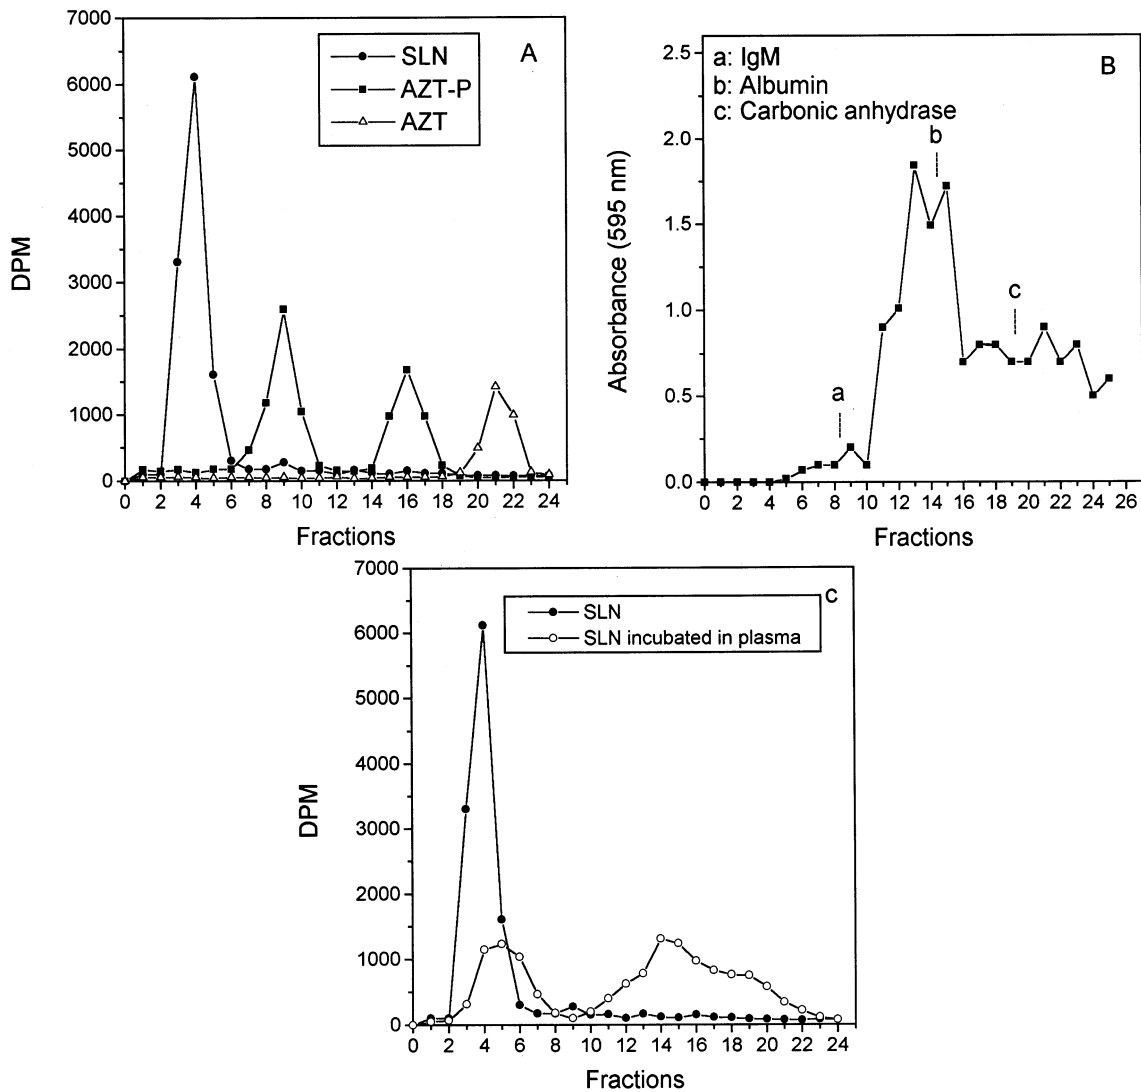 A
SLN
AZT-P
AZT
7000
6000
5000
4000
3000
2000
1000
0
DPM
0 2 4 6 8 10 12 14 16 18 20 22 24
Fractions
B
a: IgM
b: Albumin
c: Carbonic anhydrase
a
b
c
2.5
2.0
1.5
1.0
0.5
0.0
Absorbance (595 nm)
0 2 4 6 8 10 12 14 16 18 20 22 24 26
Fractions
c
SLN
SLN incubated in plasma
7000
6000
5000
4000
3000
2000
1000
0
DPM
0 2 4 6 8 10 12 14 16 18 20 22 24
Fractions